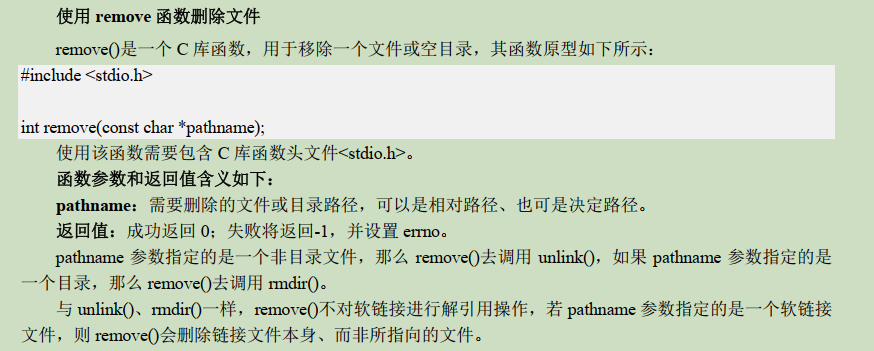 使用 remove 函数删除文件
remove()是一个 C 库函数，用于移除一个文件或空目录，其函数原型如下所示：
#include <stdio.h>
int remove(const char *pathname);
使用该函数需要包含 C 库函数头文件<stdio.h>。
函数参数和返回值含义如下：
pathname：需要删除的文件或目录路径，可以是相对路径、也可是决定路径。
返回值：成功返回 0；失败将返回-1，并设置 errno。
pathname 参数指定的是一个非目录文件，那么 remove()去调用 unlink()，如果 pathname 参数指定的是
一个目录，那么 remove()去调用 rmdir()。
与 unlink()、rmdir()一样，remove()不对软链接进行解引用操作，若 pathname 参数指定的是一个软链接
文件，则 remove()会删除链接文件本身、而非所指向的文件。